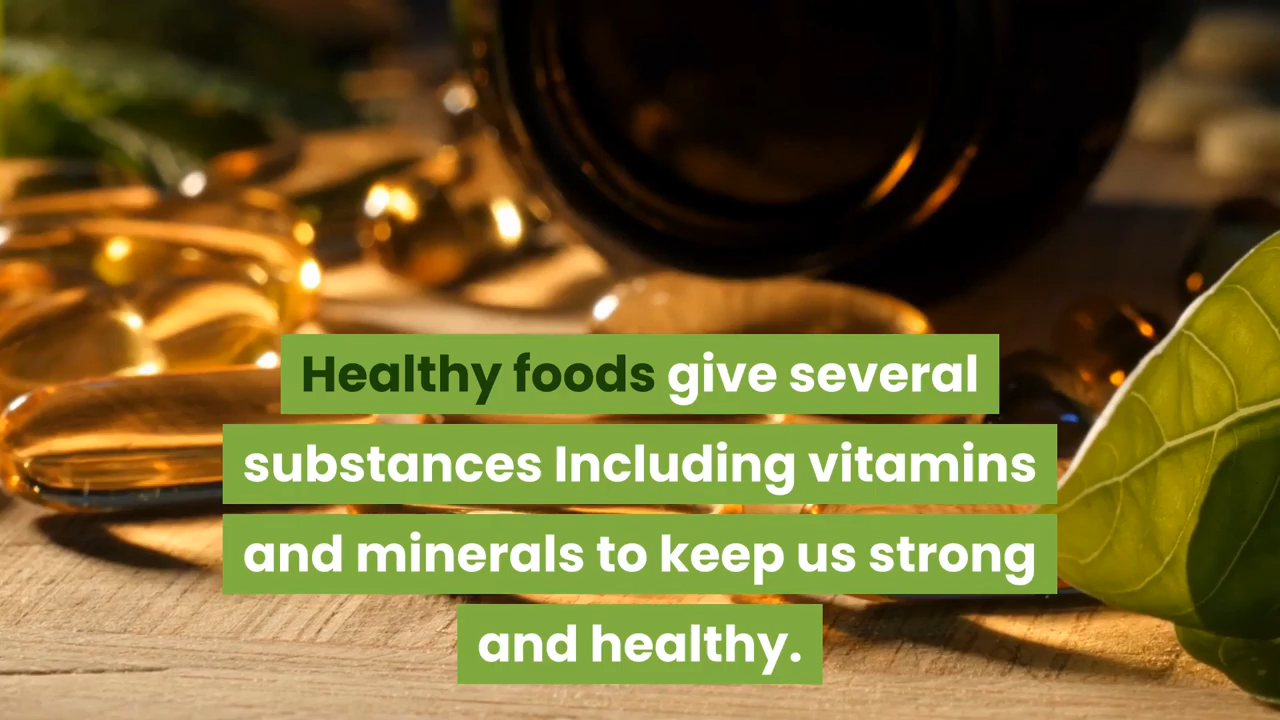 Healthy foods give several
substances Including vitamins
and minerals to keep us strong
and healthy.